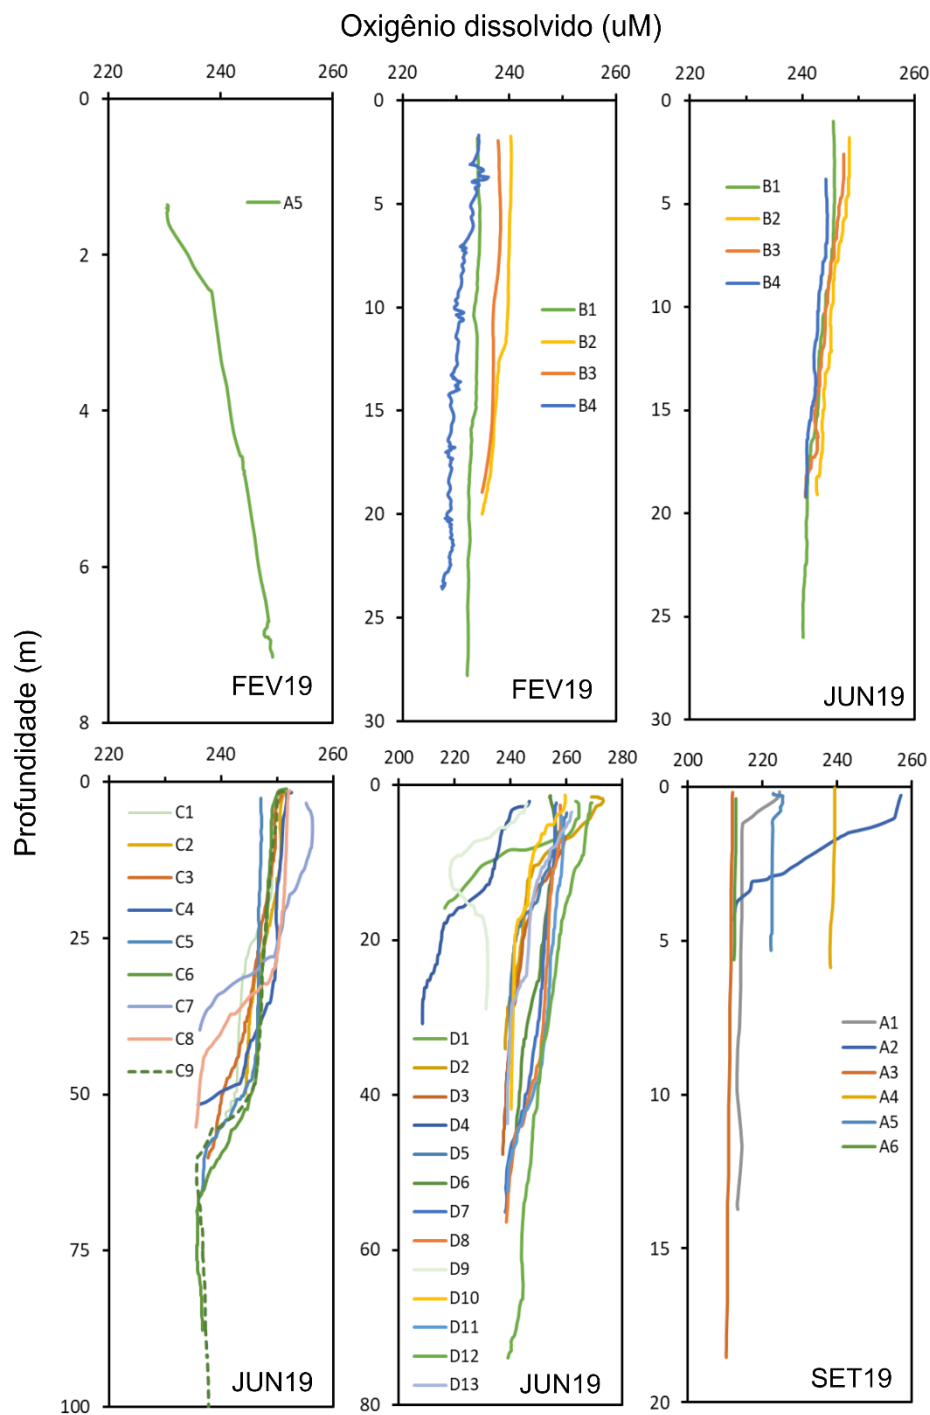 Oxigênio dissolvido (uM)
Profundidade (m)
220 240 260
0
2
4
6
8
A5
FEV19
220 240 260
0
5
10
15
20
25
30
B1
B2
B3
B4
FEV19
220 240 260
0
5
10
15
20
25
30
B1
B2
B3
B4
JUN19
220 240 260
0
25
50
75
100
C1
C2
C3
C4
C5
C6
C7
C8
C9
JUN19
200 220 240 260 280
0
20
40
60
80
D1
D2
D3
D4
D5
D6
D7
D8
D9
D10
D11
D12
D13
JUN19
200 220 240 260
0
5
10
15
20
A1
A2
A3
A4
A5
A6
SET19